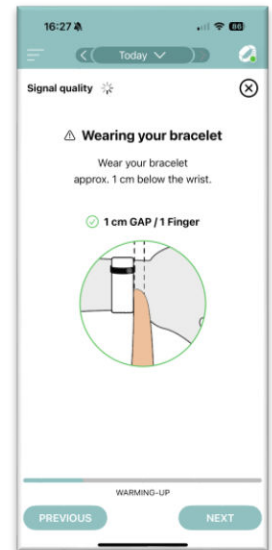 16:27
86
Today
Signal quality
Wearing your bracelet
Wear your bracelet
approx. 1 cm below the wrist.
1 cm GAP / 1 Finger
WARMING-UP
PREVIOUS
NEXT